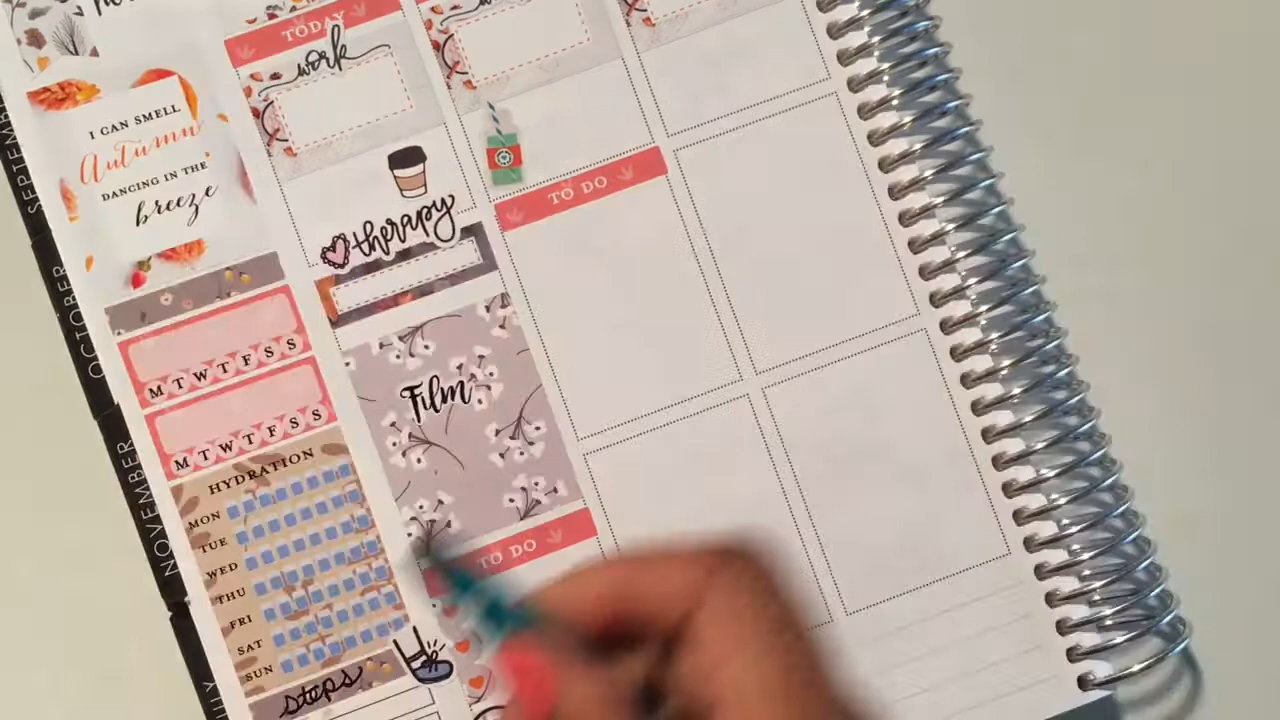 SEPTEMBE
OCTOBER
NOVEMBER
I CAN SMELL
Autumn
DANCING IN THE
breeze
M T W T F S S
M T W T F S S
HYDRATION
MON
TUE
WED
THU
FRI
SAT
SUN
steps
TODAY
work
therapy
Film
TO DO
TO DO